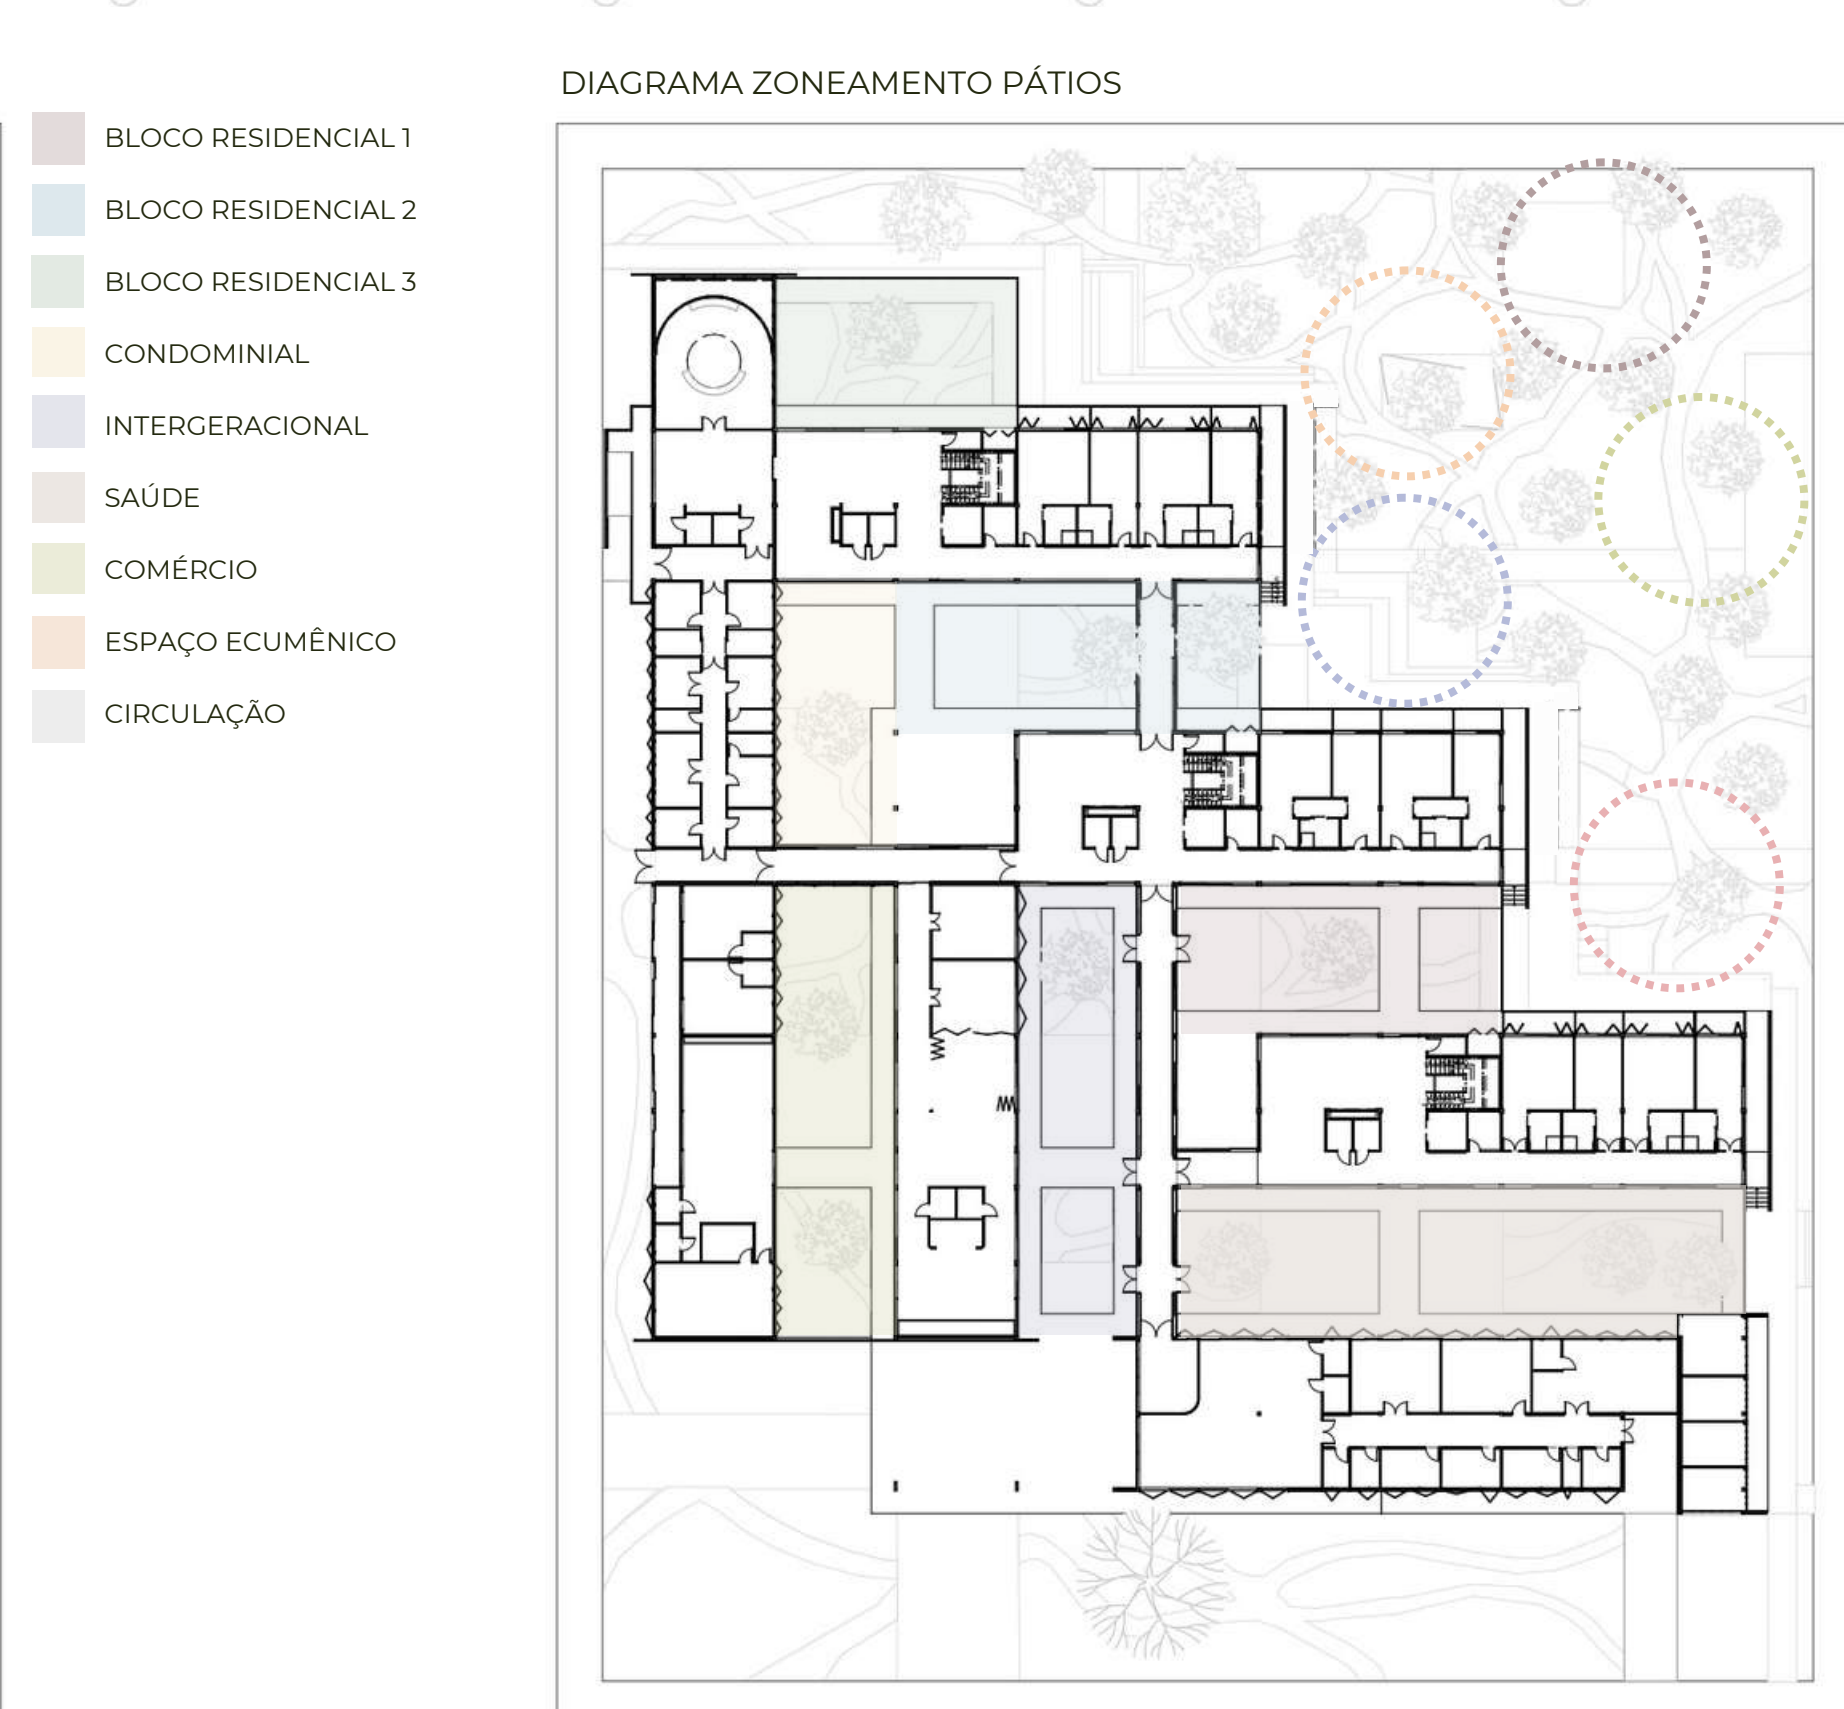 DIAGRAMA ZONEAMENTO PÁTIOS
BLOCO RESIDENCIAL 1
BLOCO RESIDENCIAL 2
BLOCO RESIDENCIAL 3
CONDOMINIAL
INTERGERACIONAL
SAÚDE
COMÉRCIO
ESPAÇO ECUMÊNICO
CIRCULAÇÃO